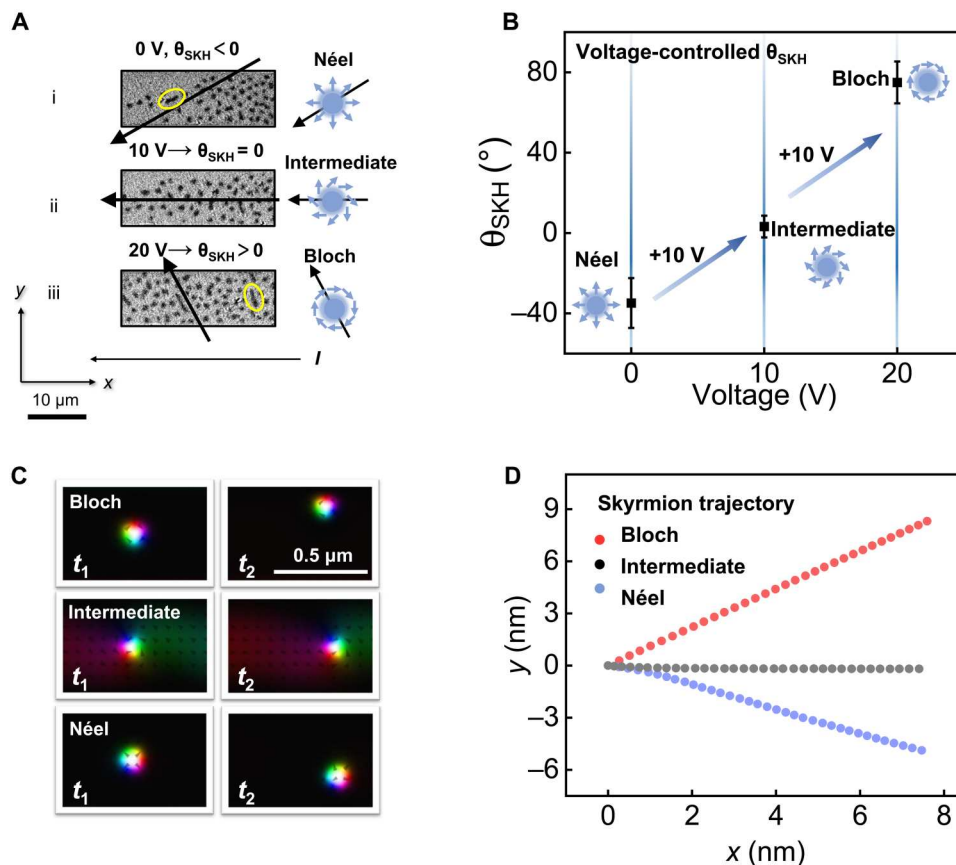 A
0 V, θSKH < 0
Néel
i
10 V → θSKH = 0
Intermediate
ii
20 V → θSKH > 0
Bloch
iii
y
x
I
10 μm
B
Voltage-controlled θSKH
80
40
0
–40
θSKH (°)
Néel
+10 V
Intermediate
+10 V
Bloch
0
10
20
Voltage (V)
C
Bloch
t1
t2
0.5 μm
Intermediate
t1
t2
Néel
t1
t2
D
Skyrmion trajectory
Bloch
Intermediate
Néel
9
6
3
0
–3
–6
y (nm)
0
2
4
6
8
x (nm)